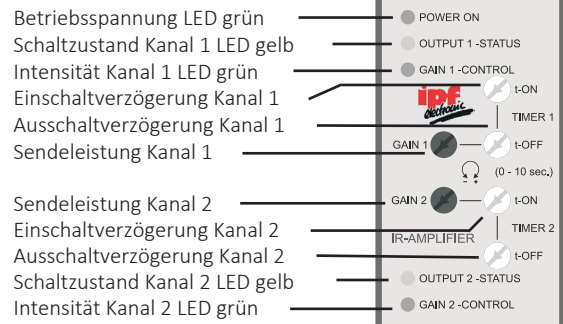 Betriebsspannung LED grün
Schaltzustand Kanal 1 LED gelb
Intensität Kanal 1 LED grün
Einschaltverzögerung Kanal 1
Ausschaltverzögerung Kanal 1
Sendeleistung Kanal 1
Sendeleistung Kanal 2
Einschaltverzögerung Kanal 2
Ausschaltverzögerung Kanal 2
Schaltzustand Kanal 2 LED gelb
Intensität Kanal 2 LED grün
POWER ON
OUTPUT 1 -STATUS
GAIN 1 -CONTROL
ipf electronic
t-ON
TIMER 1
GAIN 1
t-OFF
- +
(0 - 10 sec.)
GAIN 2
t-ON
TIMER 2
IR-AMPLIFIER
t-OFF
OUTPUT 2 -STATUS
GAIN 2 -CONTROL